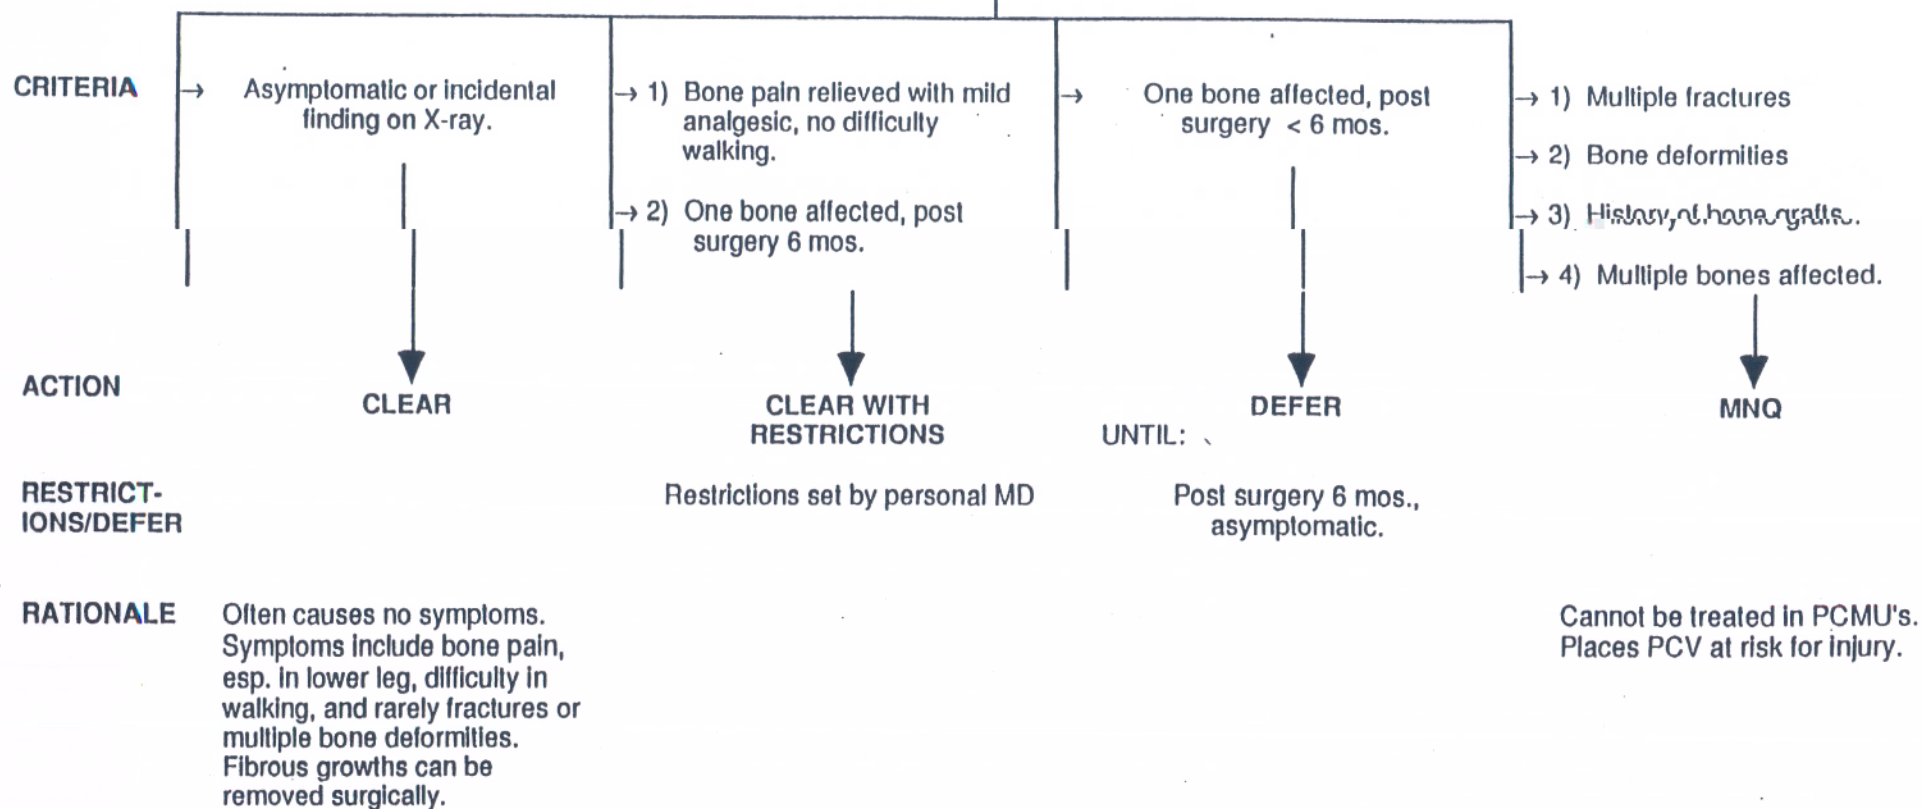 CRITERIA
→ Asymptomatic or incidental
finding on X-ray.
→ 1) Bone pain relieved with mild
analgesic, no difficulty
walking.
→ 2) One bone affected, post
surgery 6 mos.
→ One bone affected, post
surgery < 6 mos.
→ 1) Multiple fractures
→ 2) Bone deformities
→ 3) History of bone grafts.
→ 4) Multiple bones affected.
ACTION
CLEAR
CLEAR WITH
RESTRICTIONS
DEFER
UNTIL:
MNQ
RESTRICT-
IONS/DEFER
Restrictions set by personal MD
Post surgery 6 mos.,
asymptomatic.
RATIONALE
Often causes no symptoms.
Symptoms include bone pain,
esp. in lower leg, difficulty in
walking, and rarely fractures or
multiple bone deformities.
Fibrous growths can be
removed surgically.
Cannot be treated in PCMU's.
Places PCV at risk for injury.